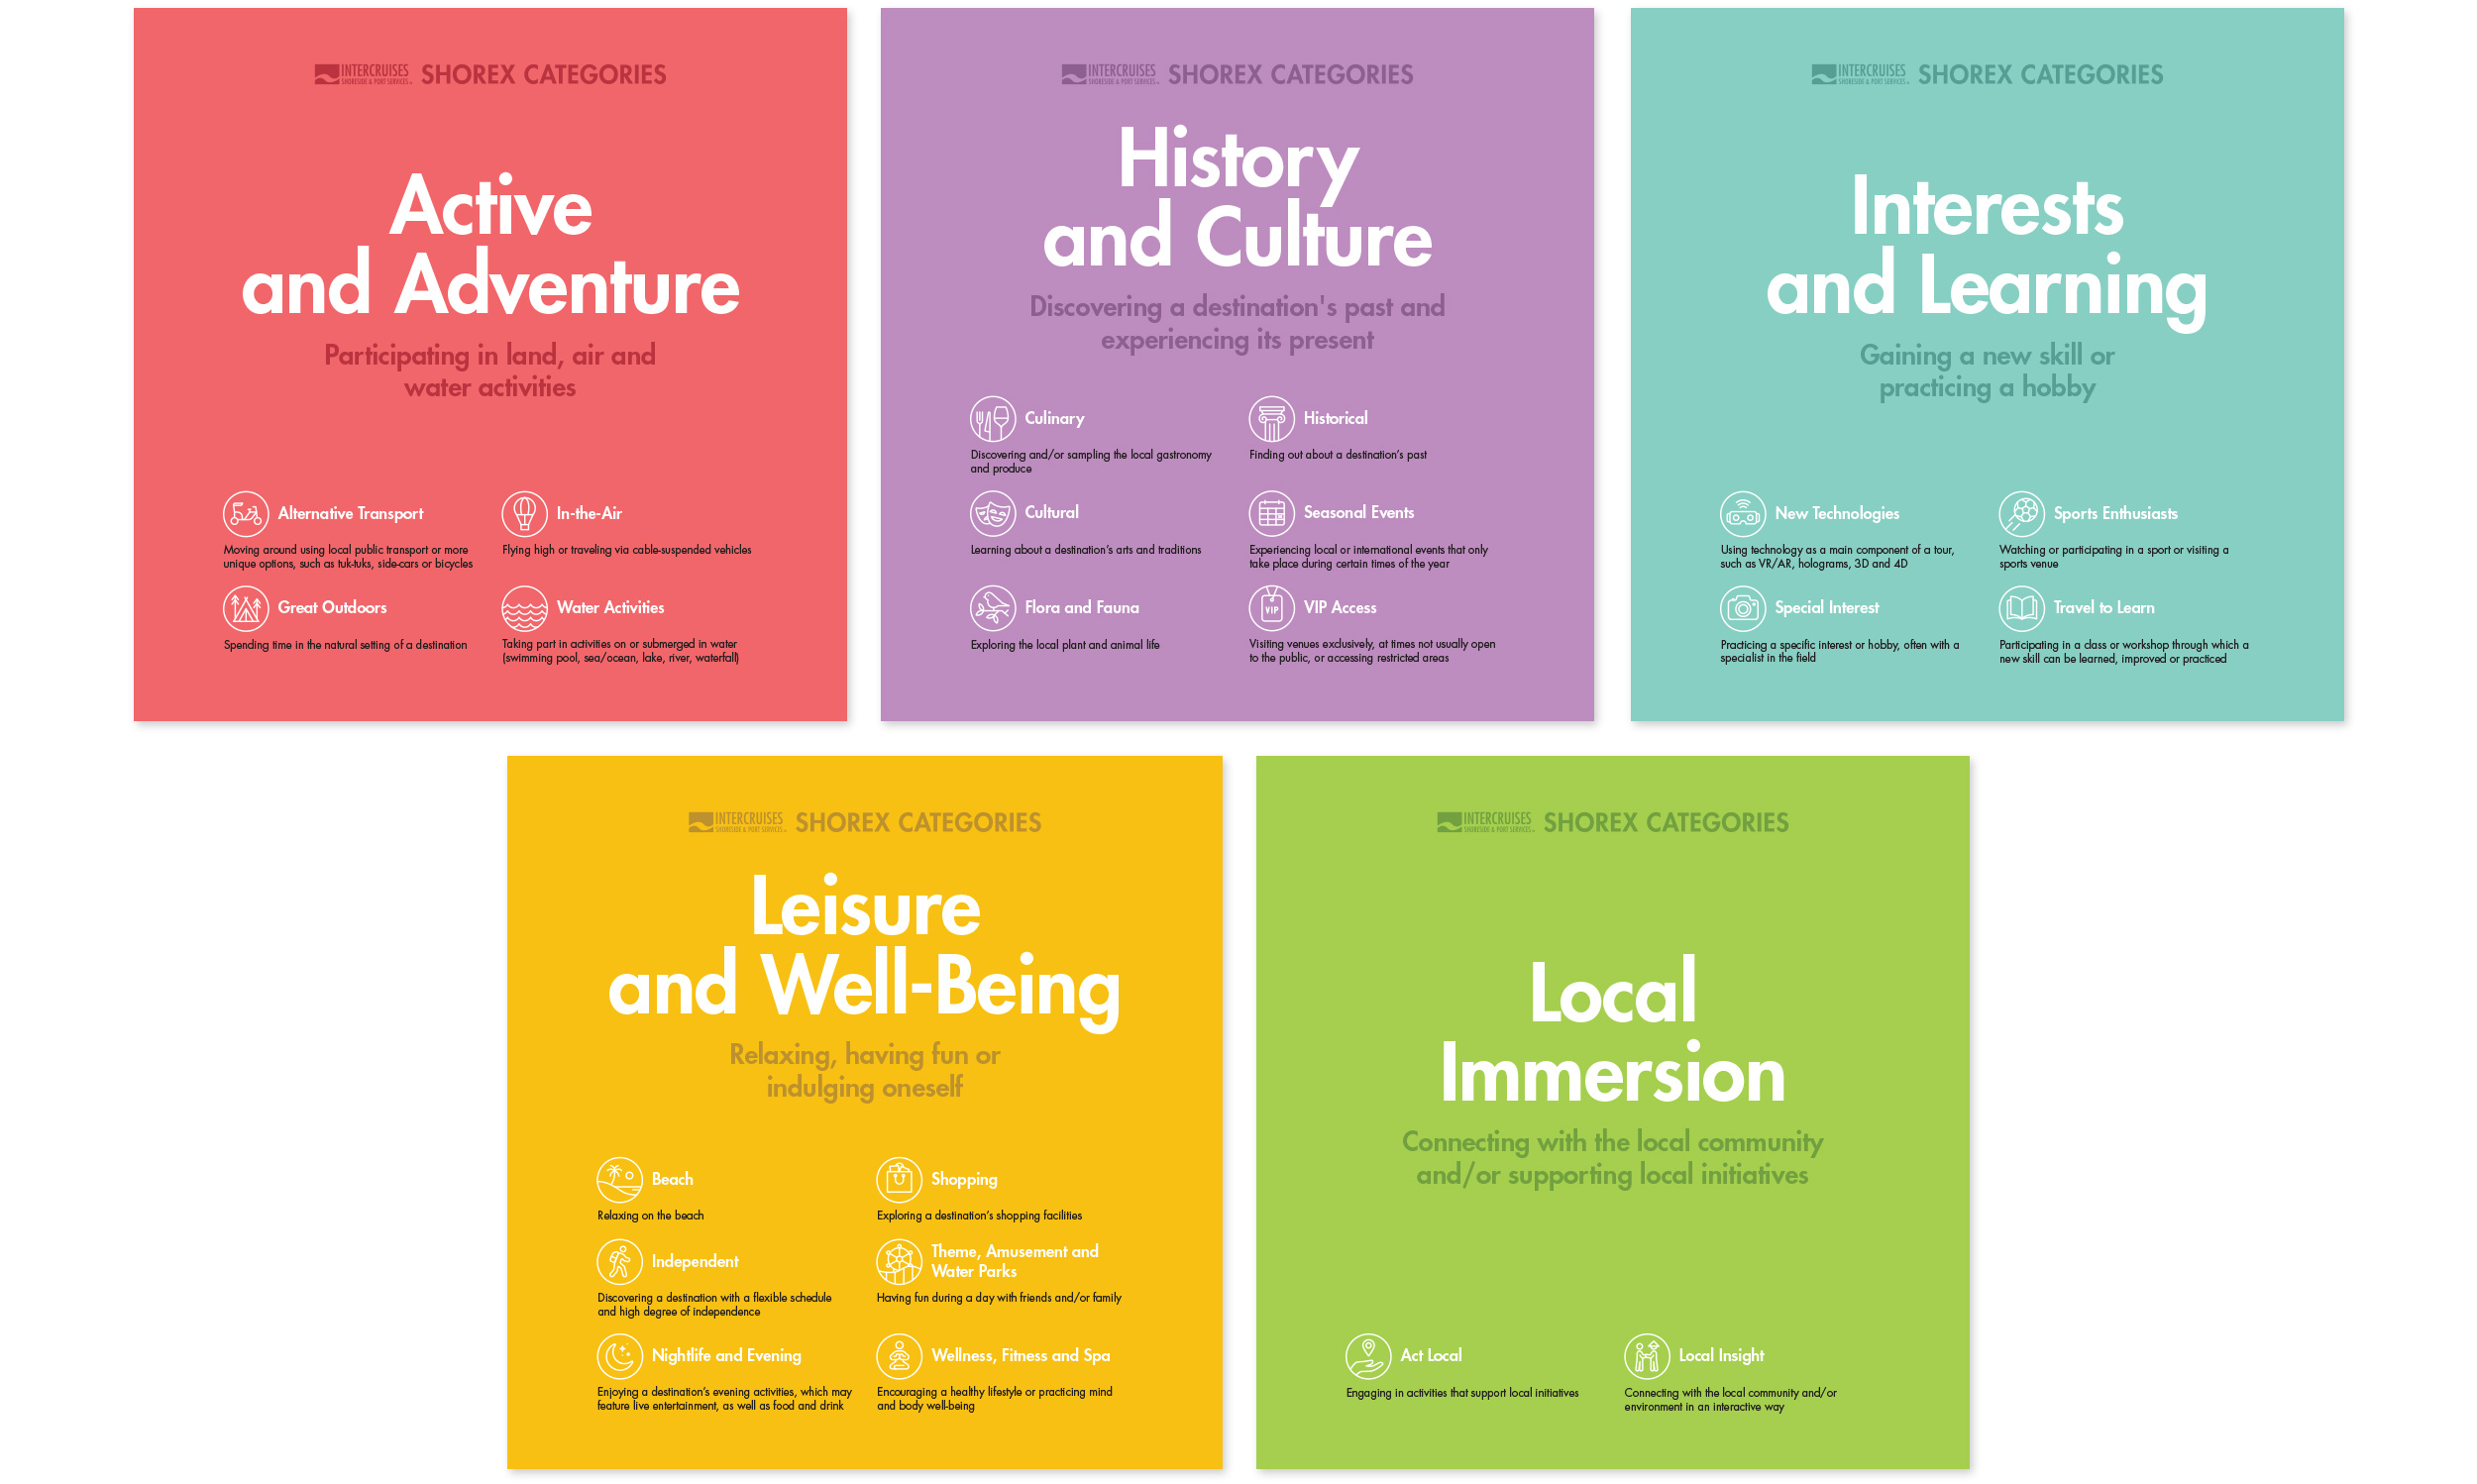 INTERCRUISES
SHORESIDE & PORT SERVICES
SHOREX CATEGORIES
Active
and Adventure
Participating in land, air and
water activities
Alternative Transport
Moving around using local public transport or more
unique options, such as tuk-tuks, side-cars or bicycles
In-the-Air
Flying high or traveling via cable-suspended vehicles
Great Outdoors
Spending time in the natural setting of a destination
Water Activities
Taking part in activities on or submerged in water
(swimming pool, sea/ocean, lake, river, waterfall)
INTERCRUISES
SHORESIDE & PORT SERVICES
SHOREX CATEGORIES
History
and Culture
Discovering a destination's past and
experiencing its present
Culinary
Discovering and/or sampling the local gastronomy
and produce
Historical
Finding out about a destination’s past
Cultural
Learning about a destination’s arts and traditions
Seasonal Events
Experiencing local or international events that only
take place during certain times of the year
Flora and Fauna
Exploring the local plant and animal life
VIP
VIP Access
Visiting venues exclusively, at times not usually open
to the public, or accessing restricted areas
INTERCRUISES
SHORESIDE & PORT SERVICES
SHOREX CATEGORIES
Interests
and Learning
Gaining a new skill or
practicing a hobby
New Technologies
Using technology as a main component of a tour,
such as VR/AR, holograms, 3D and 4D
Sports Enthusiasts
Watching or participating in a sport or visiting a
sports venue
Special Interest
Practicing a specific interest or hobby, often with a
specialist in the field
Travel to Learn
Participating in a class or workshop through which a
new skill can be learned, improved or practiced
INTERCRUISES
SHORESIDE & PORT SERVICES
SHOREX CATEGORIES
Leisure
and Well-Being
Relaxing, having fun or
indulging oneself
Beach
Relaxing on the beach
Shopping
Exploring a destination’s shopping facilities
Independent
Discovering a destination with a flexible schedule
and high degree of independence
Theme, Amusement and
Water Parks
Having fun during a day with friends and/or family
Nightlife and Evening
Enjoying a destination’s evening activities, which may
feature live entertainment, as well as food and drink
Wellness, Fitness and Spa
Encouraging a healthy lifestyle or practicing mind
and body well-being
INTERCRUISES
SHORESIDE & PORT SERVICES
SHOREX CATEGORIES
Local
Immersion
Connecting with the local community
and/or supporting local initiatives
Act Local
Engaging in activities that support local initiatives
Local Insight
Connecting with the local community and/or
environment in an interactive way